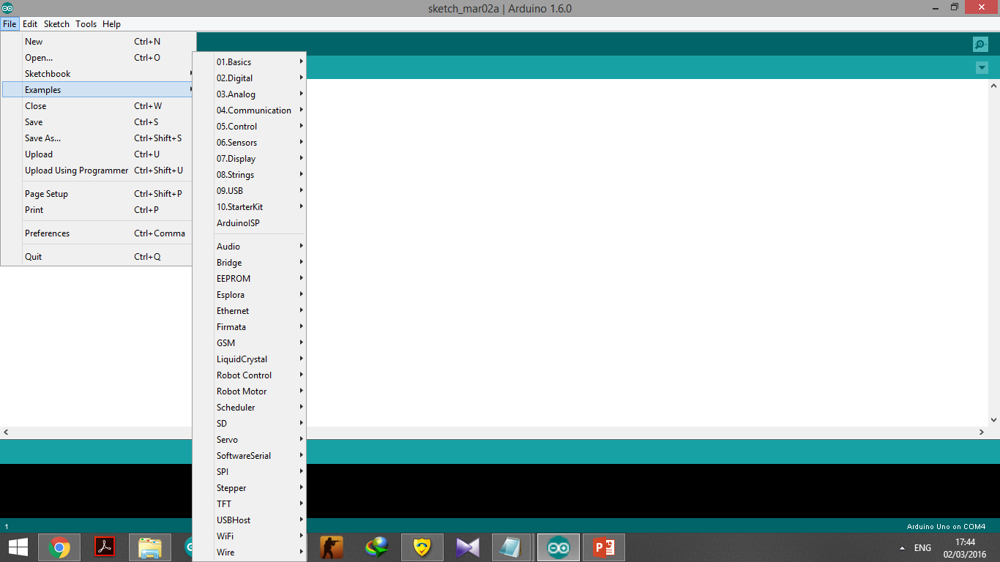 sketch_mar02a | Arduino 1.6.0
File Edit Sketch Tools Help
New Ctrl+N
Open... Ctrl+O
Sketchbook
Examples
Close Ctrl+W
Save Ctrl+S
Save As... Ctrl+Shift+S
Upload Ctrl+U
Upload Using Programmer Ctrl+Shift+U
Page Setup Ctrl+Shift+P
Print Ctrl+P
Preferences Ctrl+Comma
Quit Ctrl+Q
01.Basics
02.Digital
03.Analog
04.Communication
05.Control
06.Sensors
07.Display
08.Strings
09.USB
10.StarterKit
ArduinoISP
Audio
Bridge
EEPROM
Esplora
Ethernet
Firmata
GSM
LiquidCrystal
Robot Control
Robot Motor
Scheduler
SD
Servo
SoftwareSerial
SPI
Stepper
TFT
USBHost
WiFi
Wire
1
Arduino Uno on COM4
ENG
17:44
02/03/2016